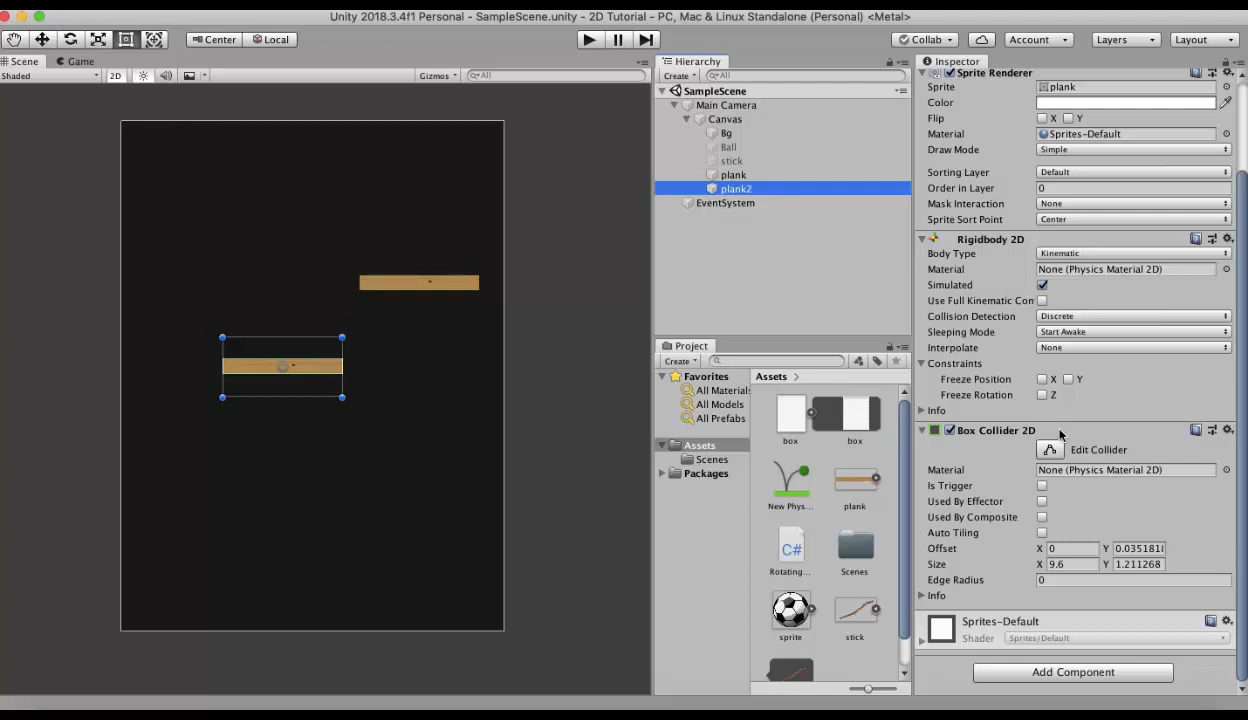 Unity 2018.3.4f1 Personal - SampleScene.unity - 2D Tutorial - PC, Mac & Linux Standalone (Personal) <Metal>
Center Local Collab Account Layers Layout
Scene Game
Shaded 2D Gizmos All
Hierarchy
Create All
SampleScene
Main Camera
Canvas
Bg
Ball
stick
plank
plank2
EventSystem
Project
Create
Favorites
All Materials
All Models
All Prefabs
Assets
Scenes
Packages
Assets
box
box
New Phys...
plank
Rotating...
Scenes
C#
sprite
stick
Inspector
Sprite Renderer
Sprite plank
Color
Flip X Y
Material Sprites-Default
Draw Mode Simple
Sorting Layer Default
Order in Layer 0
Mask Interaction None
Sprite Sort Point Center
Rigidbody 2D
Body Type Kinematic
Material None (Physics Material 2D)
Simulated
Use Full Kinematic Con
Collision Detection Discrete
Sleeping Mode Start Awake
Interpolate None
Constraints
Freeze Position X Y
Freeze Rotation Z
Info
Box Collider 2D
Edit Collider
Material None (Physics Material 2D)
Is Trigger
Used By Effector
Used By Composite
Auto Tiling
Offset X 0 Y 0.035181
Size X 9.6 Y 1.211268
Edge Radius 0
Info
Sprites-Default
Shader Sprites/Default
Add Component